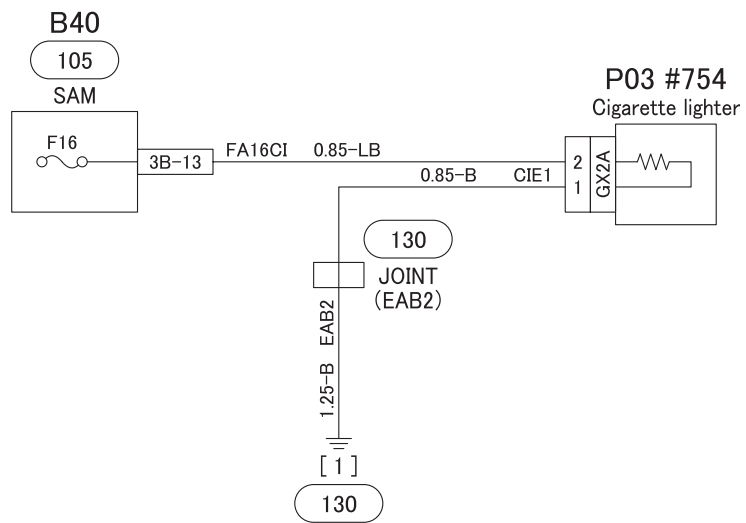 B40
105
SAM
F16
3B-13
FA16CI 0.85-LB
0.85-B CIE1
2
1
GX2A
P03 #754
Cigarette lighter
130
JOINT
(EAB2)
EAB2
1.25-B
[1]
130